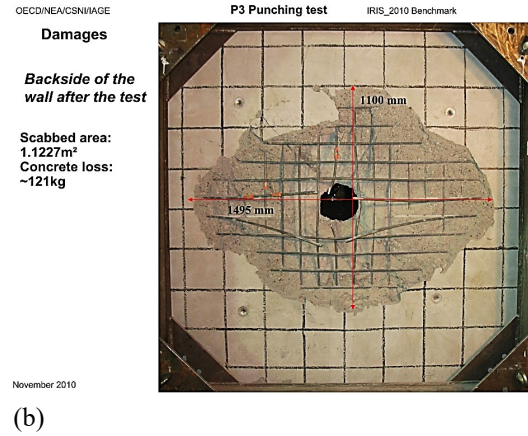 OECD/NEA/CSNI/IAGE
P3 Punching test
IRIS_2010 Benchmark
Damages
Backside of the
wall after the test
Scabbed area:
1.1227m²
Concrete loss:
~121kg
1100 mm
1495 mm
November 2010
(b)